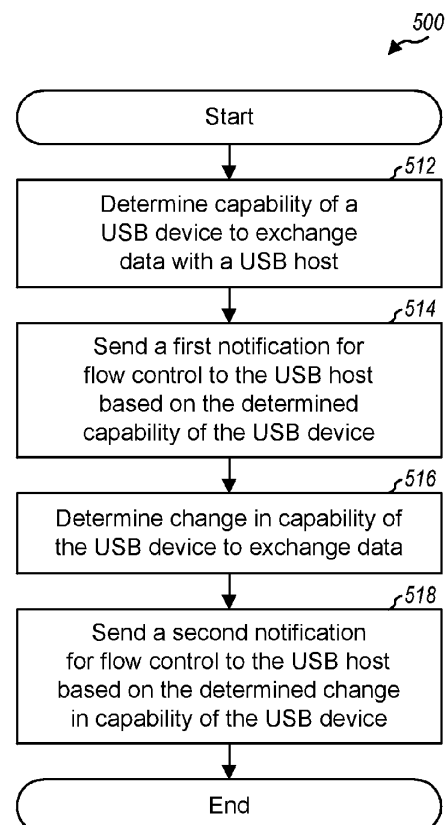 500
Start
512
Determine capability of a
USB device to exchange
data with a USB host
514
Send a first notification for
flow control to the USB host
based on the determined
capability of the USB device
516
Determine change in capability of
the USB device to exchange data
518
Send a second notification
for flow control to the USB host
based on the determined change
in capability of the USB device
End